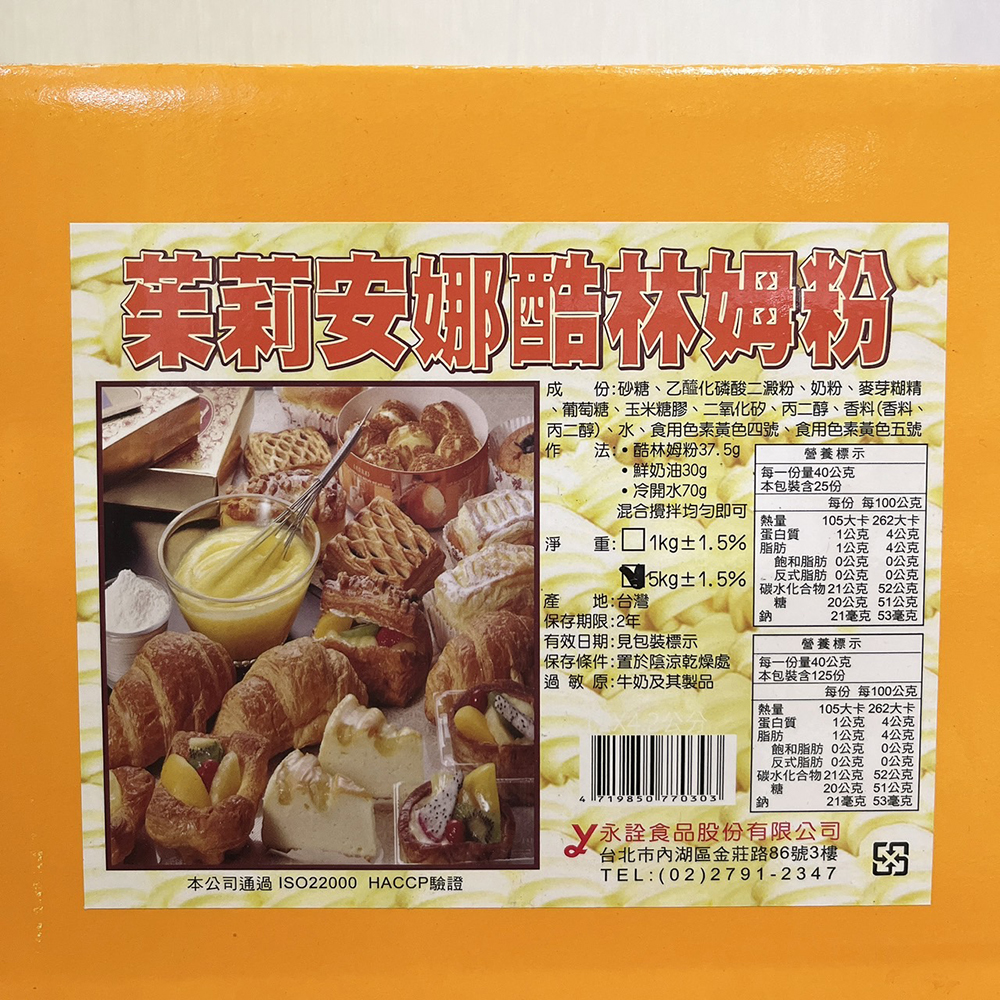 茱莉安娜酷林姆粉
成　份:砂糖、乙醯化磷酸二澱粉、奶粉、麥芽糊精
、葡萄糖、玉米糖膠、二氧化矽、丙二醇、香料(香料、
丙二醇)、水、食用色素黃色四號、食用色素黃色五號
作　法:•酷林姆粉37.5g
•鮮奶油30g
•冷開水70g
混合攪拌均勻即可
淨　重:□1kg±1.5%
5kg±1.5%
產　地:台灣
保存期限:2年
有效日期:見包裝標示
保存條件:置於陰涼乾燥處
過敏原:牛奶及其製品
營養標示
每一份量40公克
本包裝含25份
每份 每100公克
熱量 105大卡 262大卡
蛋白質 1公克 4公克
脂肪 1公克 4公克
飽和脂肪 0公克 0公克
反式脂肪 0公克 0公克
碳水化合物 21公克 52公克
糖 20公克 51公克
鈉 21毫克 53毫克
營養標示
每一份量40公克
本包裝含125份
每份 每100公克
熱量 105大卡 262大卡
蛋白質 1公克 4公克
脂肪 1公克 4公克
飽和脂肪 0公克 0公克
反式脂肪 0公克 0公克
碳水化合物 21公克 52公克
糖 20公克 51公克
鈉 21毫克 53毫克
4 719850 770303
永詮食品股份有限公司
台北市內湖區金莊路86號3樓
TEL:(02)2791-2347
本公司通過 ISO22000 HACCP驗證